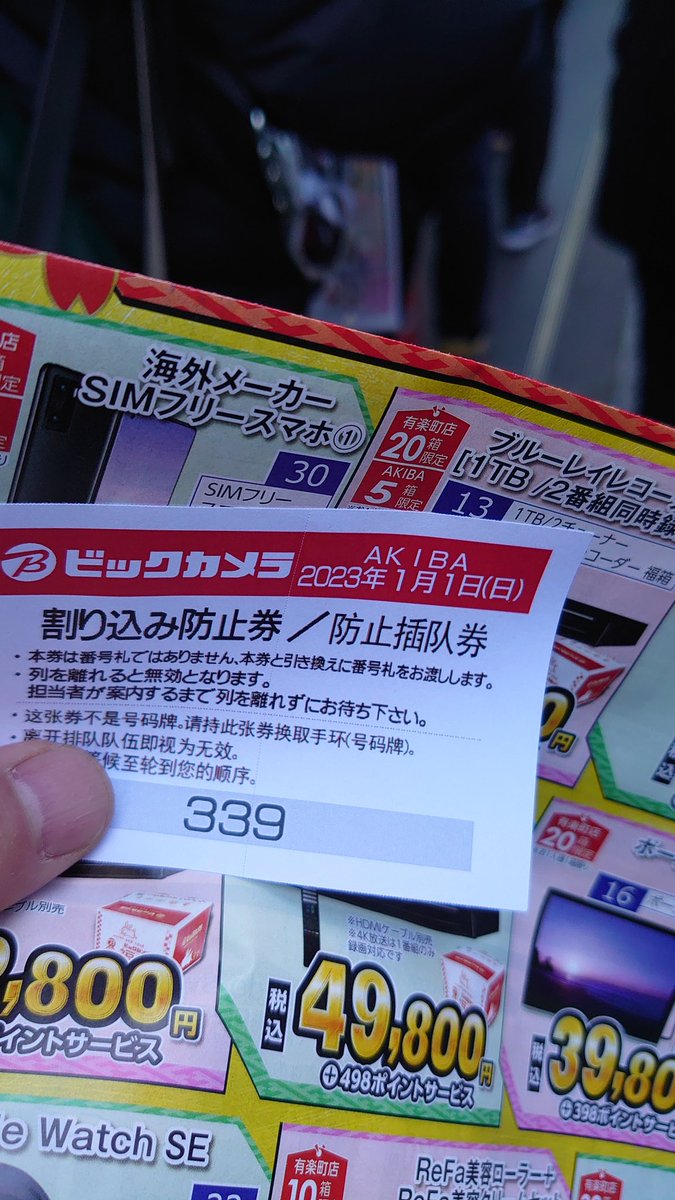 海外メーカー
SIMフリースマホ①
30
SIMフリー
有楽町店
20箱限定
AKIBA
5箱限定
ブルーレイレコー
[1TB/2番組同時録
13
1TB/2チューナー
コーダー 福箱
ビックカメラ
AKIBA
2023年1月1日(日)
割り込み防止券／防止插队券
・本券は番号札ではありません、本券と引き換えに番号札をお渡しします。
・列を離れると無効となります。
担当者が案内するまで列を離れずにお待ち下さい。
・这张券不是号码牌.请持此张券换取手环(号码牌)。
离开排队队伍即视为无效。
候至轮到您的顺序。
339
ーブル別売
,800円
イントサービス
※HDMIケーブル別売
※4K放送は1番組のみ
録画対応です
税込
49,800円
+498ポイントサービス
有楽町店
20箱限定
ポー
16
税込
39,80
+398ポイントサービ
le Watch SE
有楽町店
10
ReFa美容ローラー+